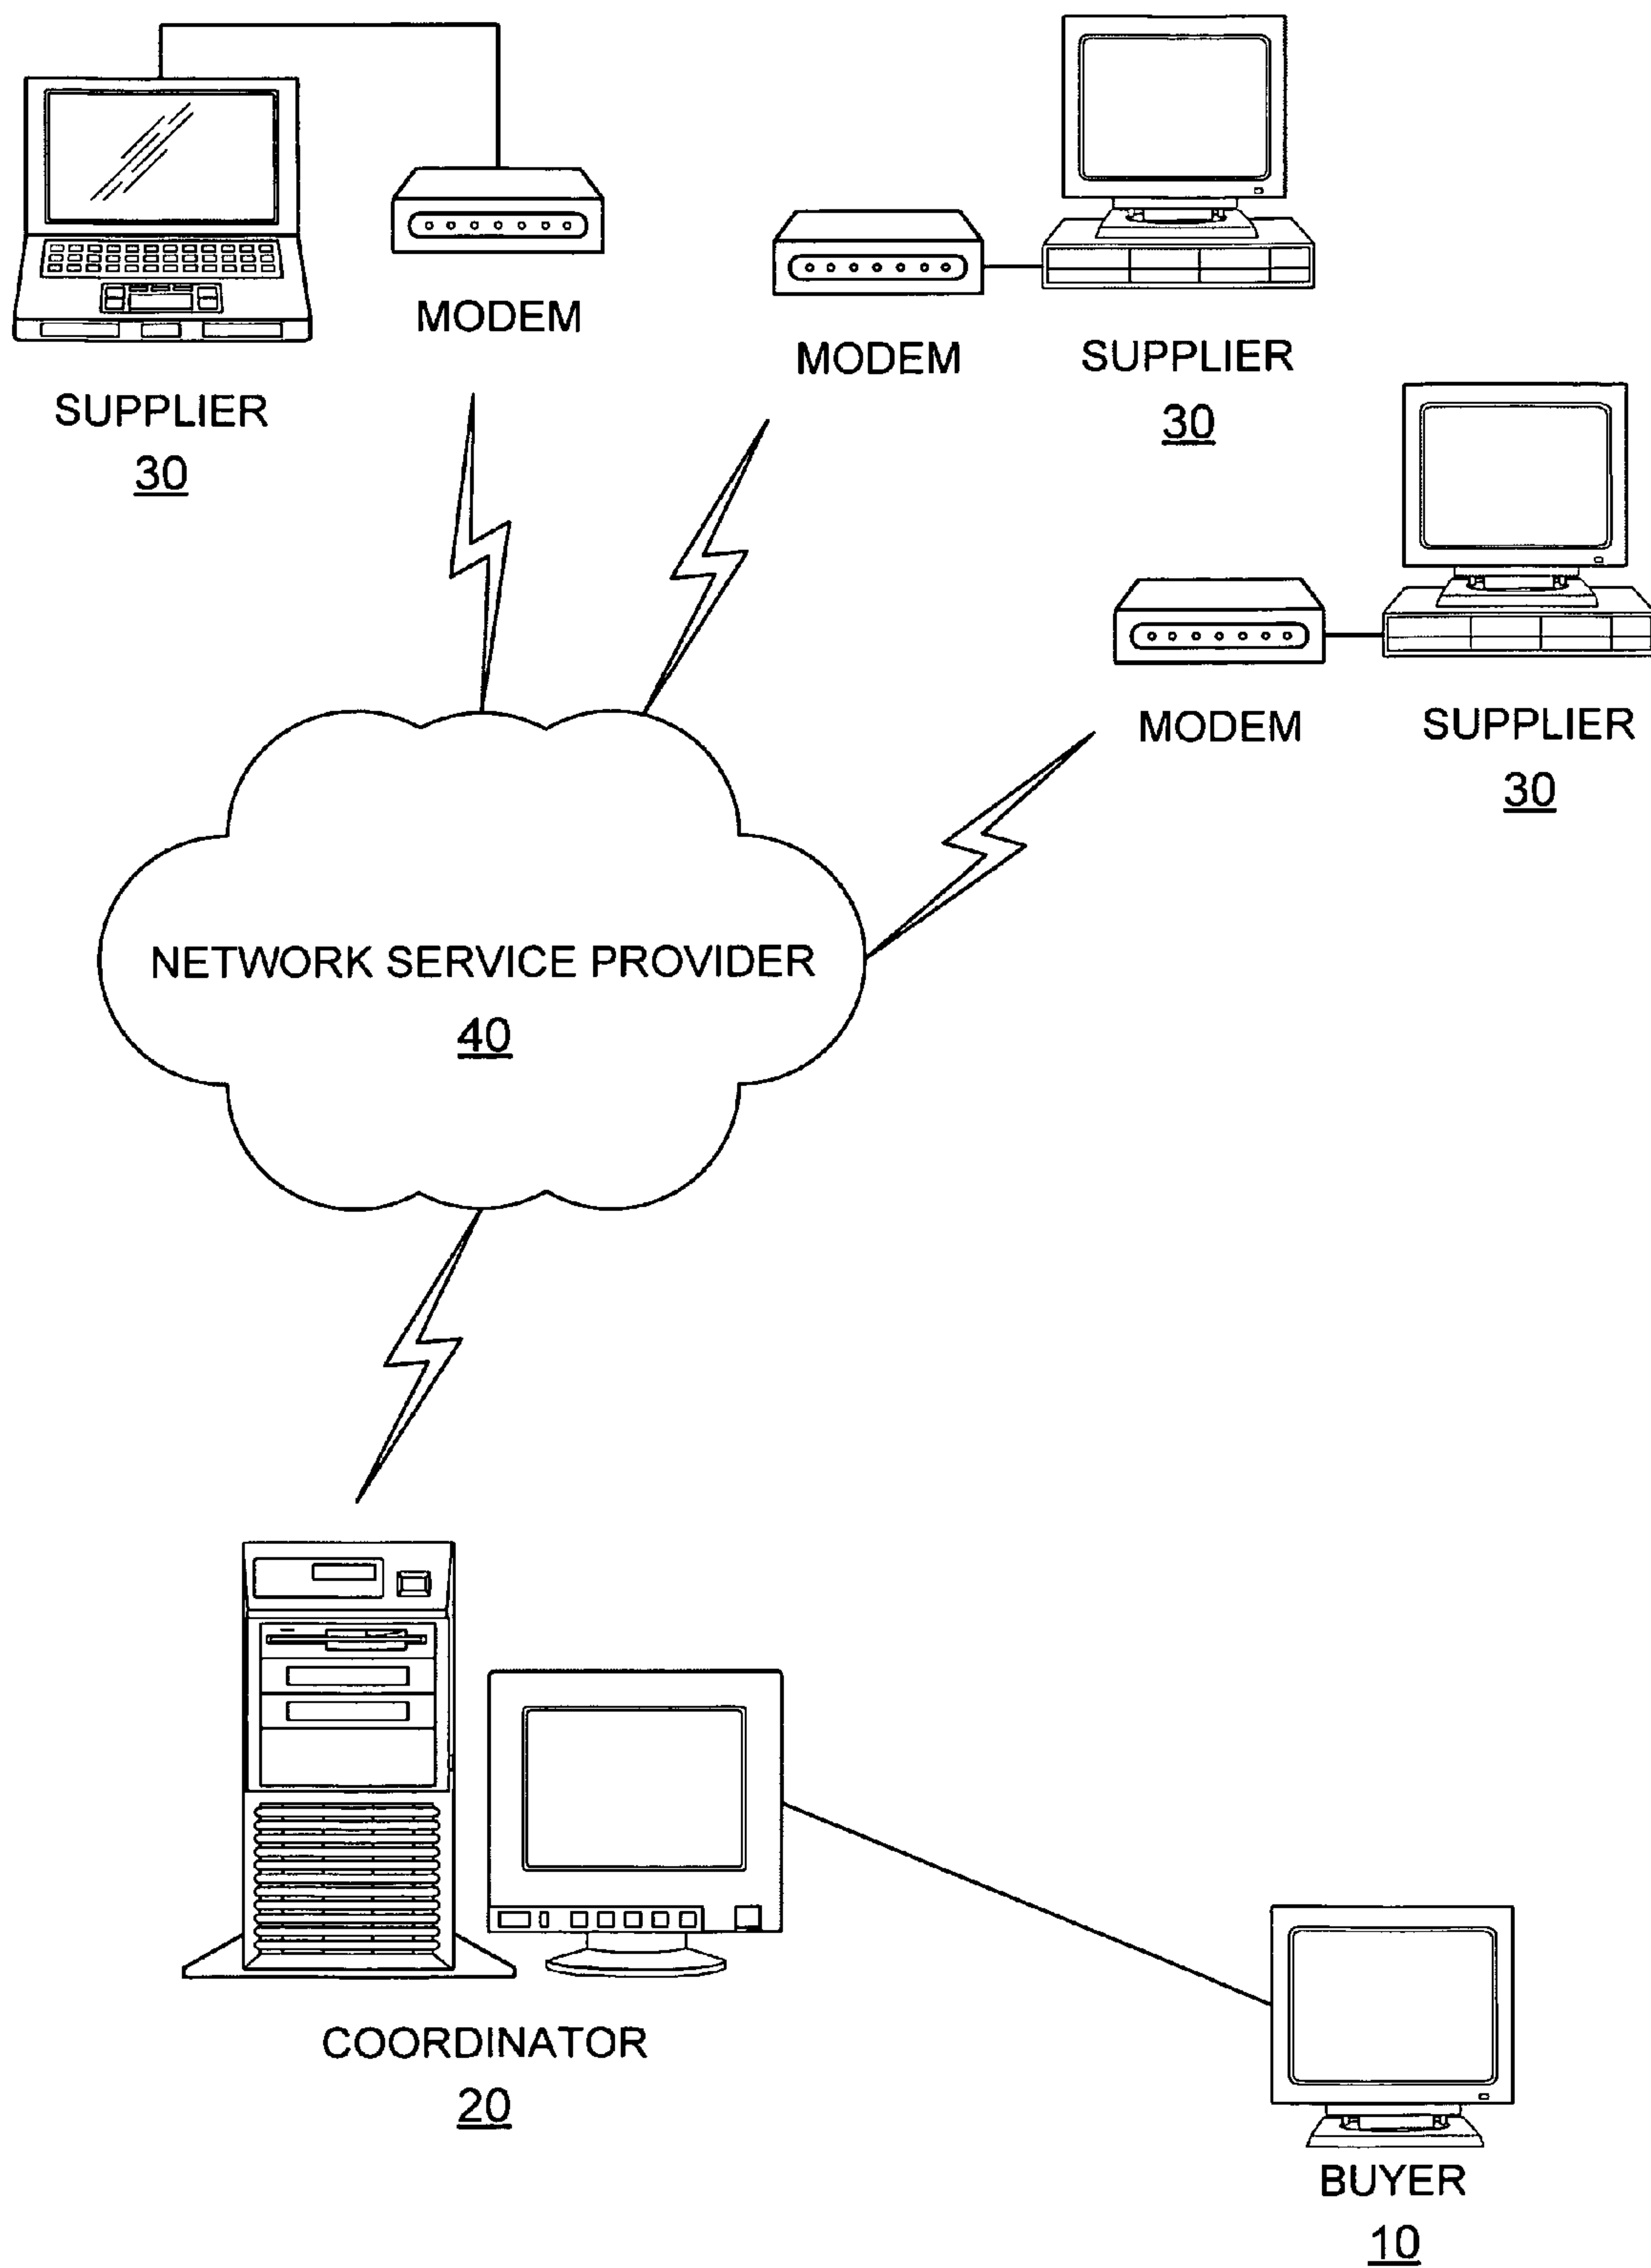 MODEM
SUPPLIER
30
MODEM
SUPPLIER
30
MODEM
SUPPLIER
30
NETWORK SERVICE PROVIDER
40
COORDINATOR
20
BUYER
10